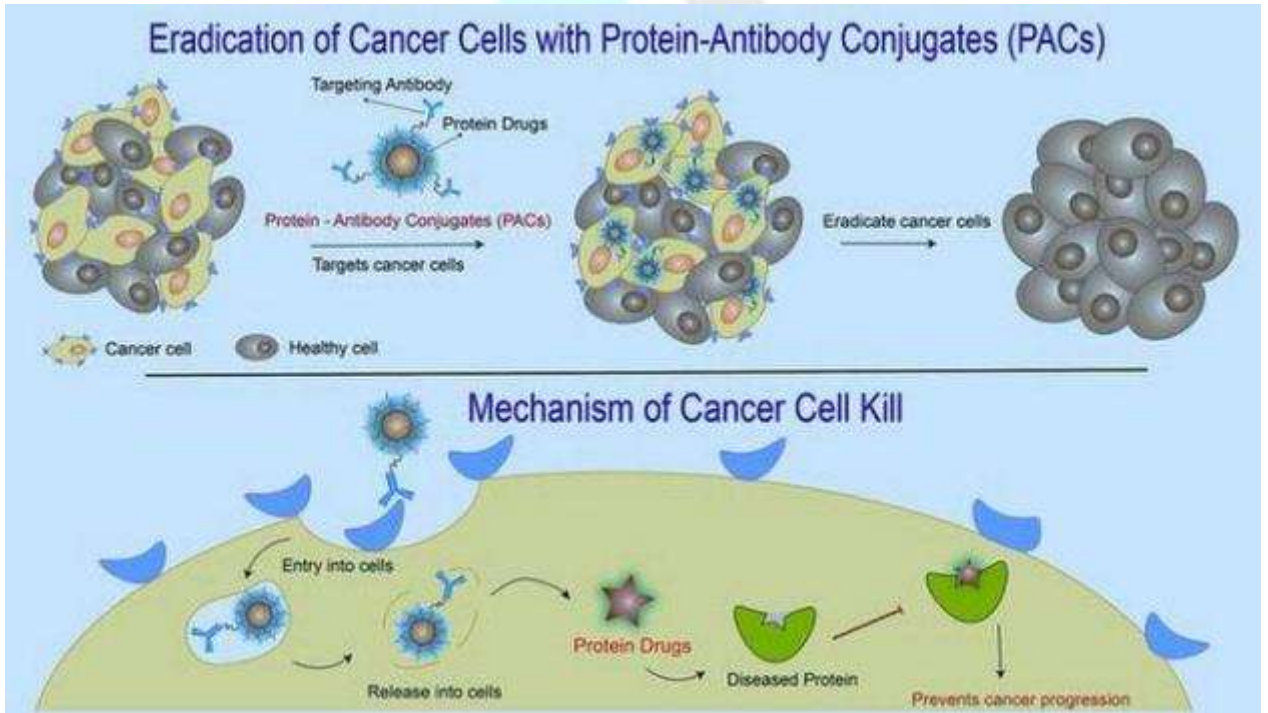 Eradication of Cancer Cells with Protein-Antibody Conjugates (PACs)
Targeting Antibody
Protein Drugs
Protein - Antibody Conjugates (PACs)
Targets cancer cells
Eradicate cancer cells
Cancer cell
Healthy cell
Mechanism of Cancer Cell Kill
Entry into cells
Release into cells
Protein Drugs
Diseased Protein
Prevents cancer progression